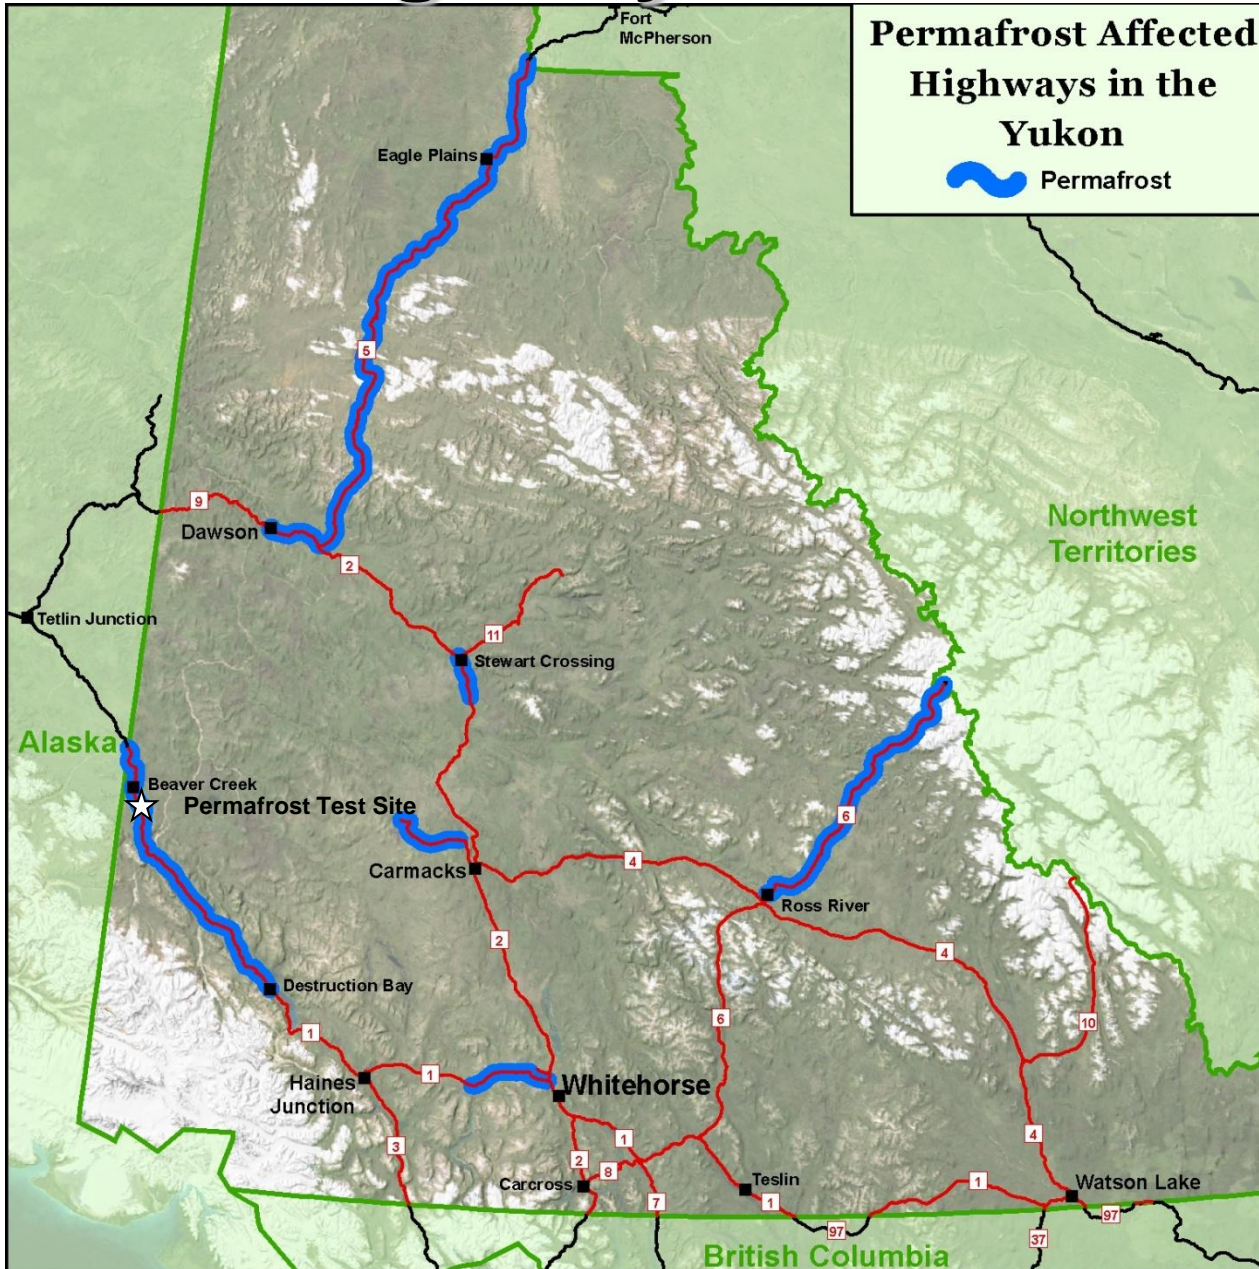 Fort
McPherson
Permafrost Affected
Highways in the
Yukon
Permafrost
Eagle Plains
5
9
Dawson
2
Northwest
Territories
Tetlin Junction
11
Stewart Crossing
Alaska
Beaver Creek
Permafrost Test Site
6
Carmacks
4
Ross River
2
4
Destruction Bay
6
10
1
1
Haines
Junction
Whitehorse
3
1
4
2
8
Carcross
Teslin
1
7
1
Watson Lake
97
97
37
British Columbia